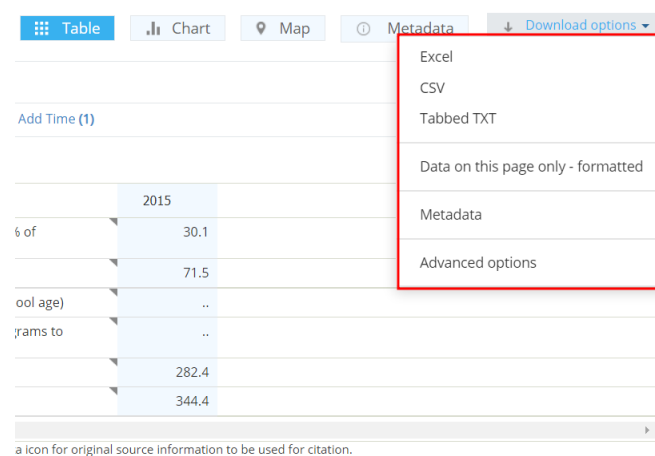 Table Chart Map Metadata Download options
Excel
CSV
Add Time (1)
Tabbed TXT
Data on this page only - formatted
2015
Metadata
% of 30.1
Advanced options
71.5
ool age) ..
grams to ..
282.4
344.4
a icon for original source information to be used for citation.